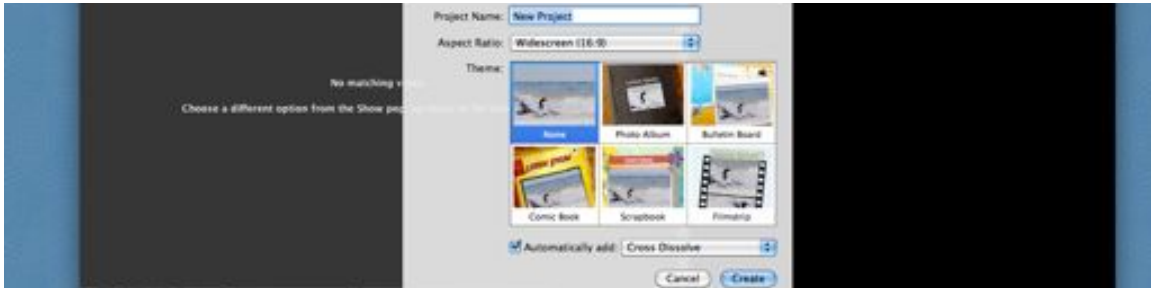 Project Name: New Project
Aspect Ratio: Widescreen (16:9)
Theme:
No matching
Choose a different option from the Show
None
Photo Album
Bulletin Board
Comic Book
Scrapbook
Filmstrip
Automatically add: Cross Dissolve
Cancel
Create